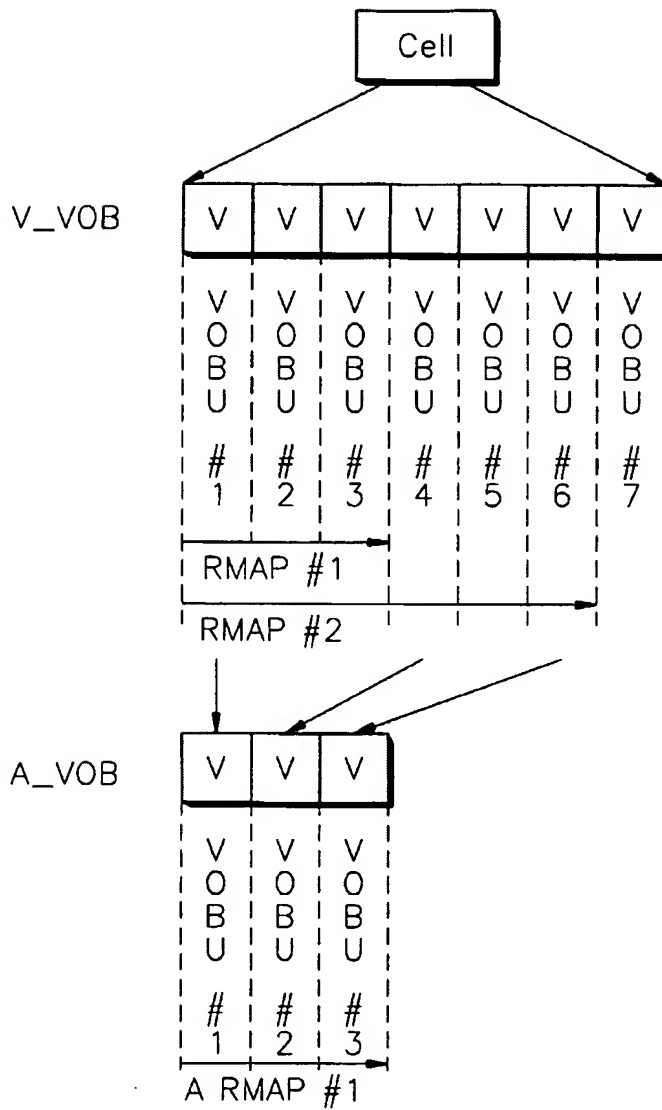 Cell
V_VOB V V V V V V V
VOBU #1 VOBU #2 VOBU #3 VOBU #4 VOBU #5 VOBU #6 VOBU #7
RMAP #1
RMAP #2
A_VOB V V V
VOBU #1 VOBU #2 VOBU #3
A RMAP #1